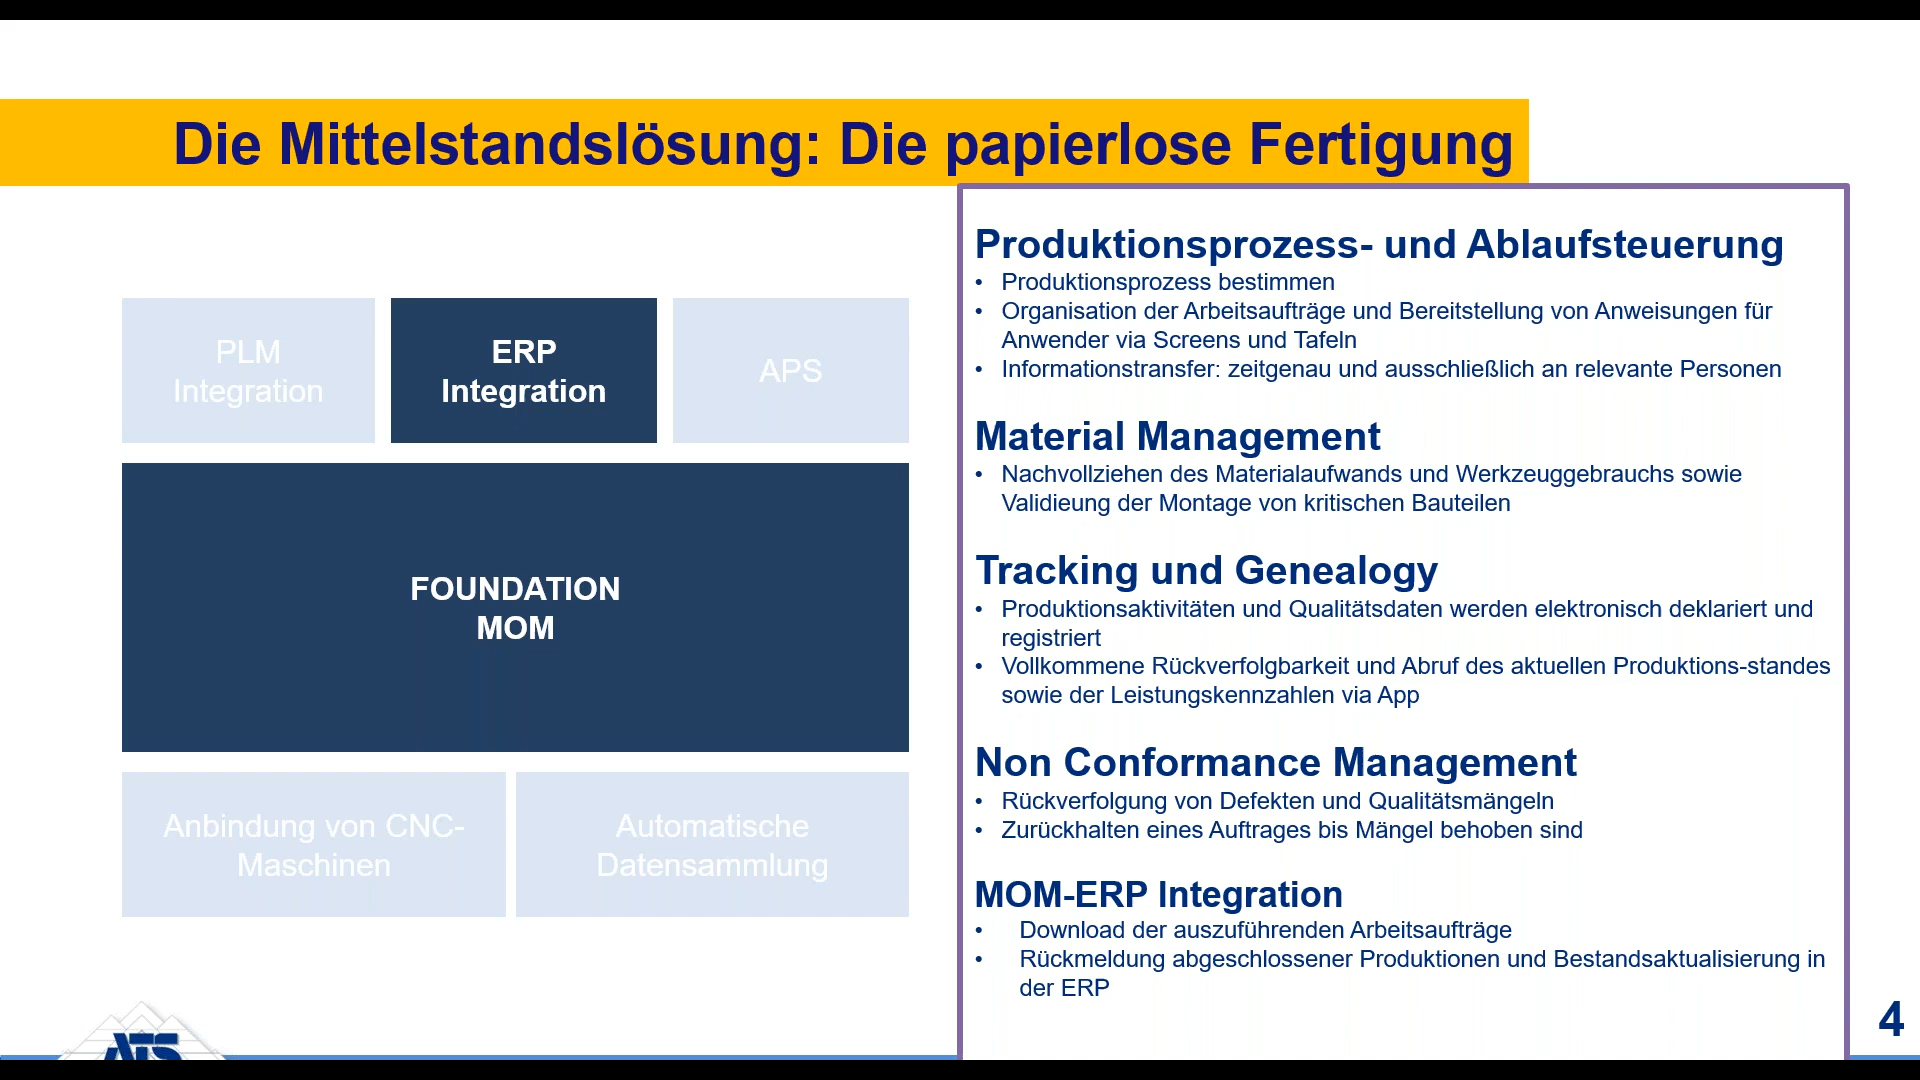 Die Mittelstandslösung: Die papierlose Fertigung
PLM
Integration
ERP
Integration
APS
FOUNDATION
MOM
Anbindung von CNC-
Maschinen
Automatische
Datensammlung
Produktionsprozess- und Ablaufsteuerung
• Produktionsprozess bestimmen
• Organisation der Arbeitsaufträge und Bereitstellung von Anweisungen für
Anwender via Screens und Tafeln
• Informationstransfer: zeitgenau und ausschließlich an relevante Personen
Material Management
• Nachvollziehen des Materialaufwands und Werkzeuggebrauchs sowie
Validieung der Montage von kritischen Bauteilen
Tracking und Genealogy
• Produktionsaktivitäten und Qualitätsdaten werden elektronisch deklariert und
registriert
• Vollkommene Rückverfolgbarkeit und Abruf des aktuellen Produktions-standes
sowie der Leistungskennzahlen via App
Non Conformance Management
• Rückverfolgung von Defekten und Qualitätsmängeln
• Zurückhalten eines Auftrages bis Mängel behoben sind
MOM-ERP Integration
• Download der auszuführenden Arbeitsaufträge
• Rückmeldung abgeschlossener Produktionen und Bestandsaktualisierung in
der ERP
ATS
4